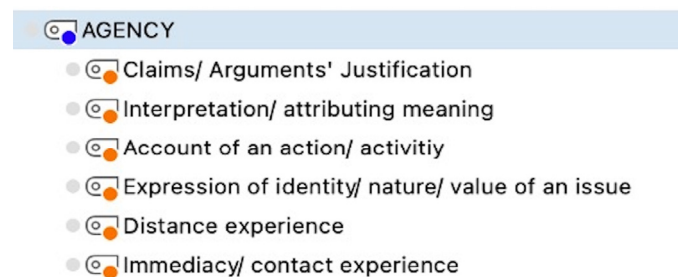 AGENCY
Claims/ Arguments' Justification
Interpretation/ attributing meaning
Account of an action/ activitiy
Expression of identity/ nature/ value of an issue
Distance experience
Immediacy/ contact experience